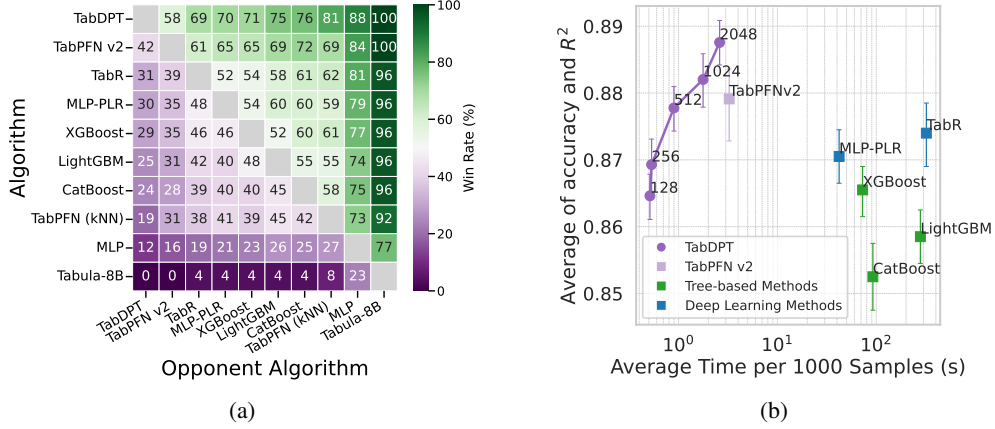 TabDPT 58 69 70 71 75 76 81 88 100
TabPFN v2 42 61 65 65 69 72 69 84 100
TabR 31 39 52 54 58 61 62 81 96
MLP-PLR 30 35 48 54 60 60 59 79 96
XGBoost 29 35 46 46 52 60 61 77 96
LightGBM 25 31 42 40 48 55 55 74 96
CatBoost 24 28 39 40 40 45 58 75 96
TabPFN (kNN) 19 31 38 41 39 45 42 73 92
MLP 12 16 19 21 23 26 25 27 77
Tabula-8B 0 0 4 4 4 4 4 8 23
Algorithm
TabDPT
TabPFN v2
TabR
MLP-PLR
XGBoost
LightGBM
CatBoost
TabPFN (kNN)
MLP
Tabula-8B
Opponent Algorithm
100
80
60
40
20
0
Win Rate (%)
(a)
Average of accuracy and R²
0.89
0.88
0.87
0.86
0.85
2048
1024
512
256
128
TabPFNv2
TabR
MLP-PLR
XGBoost
LightGBM
CatBoost
TabDPT
TabPFN v2
Tree-based Methods
Deep Learning Methods
10⁰ 10¹ 10²
Average Time per 1000 Samples (s)
(b)